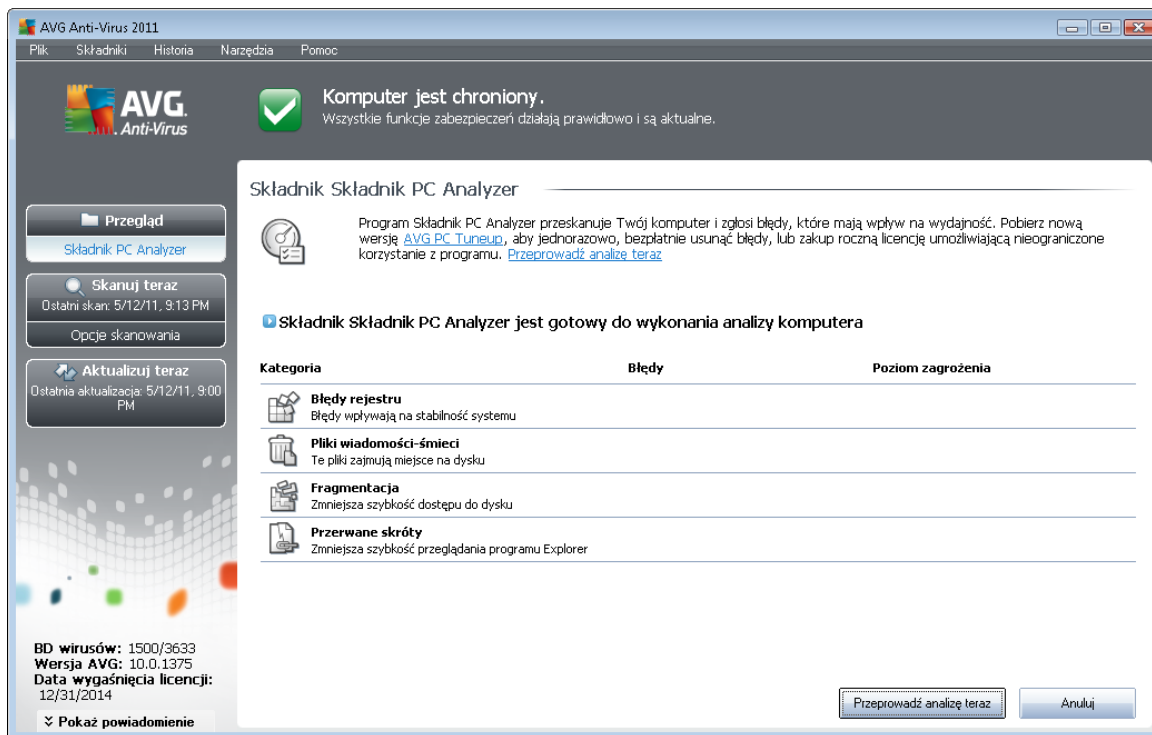 AVG Anti-Virus 2011
Plik Składniki Historia Narzędzia Pomoc
AVG.
Anti-Virus
Komputer jest chroniony.
Wszystkie funkcje zabezpieczeń działają prawidłowo i są aktualne.
Przegląd
Składnik PC Analyzer
Skanuj teraz
Ostatni skan: 5/12/11, 9:13 PM
Opcje skanowania
Aktualizuj teraz
Ostatnia aktualizacja: 5/12/11, 9:00
PM
BD wirusów: 1500/3633
Wersja AVG: 10.0.1375
Data wygaśnięcia licencji:
12/31/2014
Pokaż powiadomienie
Składnik Składnik PC Analyzer
Program Składnik PC Analyzer przeskanuje Twój komputer i zgłosi błędy, które mają wpływ na wydajność. Pobierz nową
wersję AVG PC Tuneup, aby jednorazowo, bezpłatnie usunąć błędy, lub zakup roczną licencję umożliwiającą nieograniczone
korzystanie z programu. Przeprowadź analizę teraz
Składnik Składnik PC Analyzer jest gotowy do wykonania analizy komputera
Kategoria Błędy Poziom zagrożenia
Błędy rejestru
Błędy wpływają na stabilność systemu
Pliki wiadomości-śmieci
Te pliki zajmują miejsce na dysku
Fragmentacja
Zmniejsza szybkość dostępu do dysku
Przerwane skróty
Zmniejsza szybkość przeglądania programu Explorer
Przeprowadź analizę teraz Anuluj